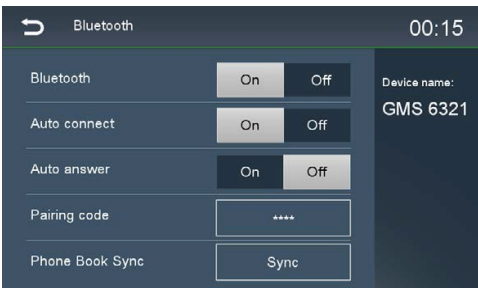 Bluetooth
00:15
Bluetooth On Off
Auto connect On Off
Auto answer On Off
Pairing code ****
Phone Book Sync Sync
Device name:
GMS 6321